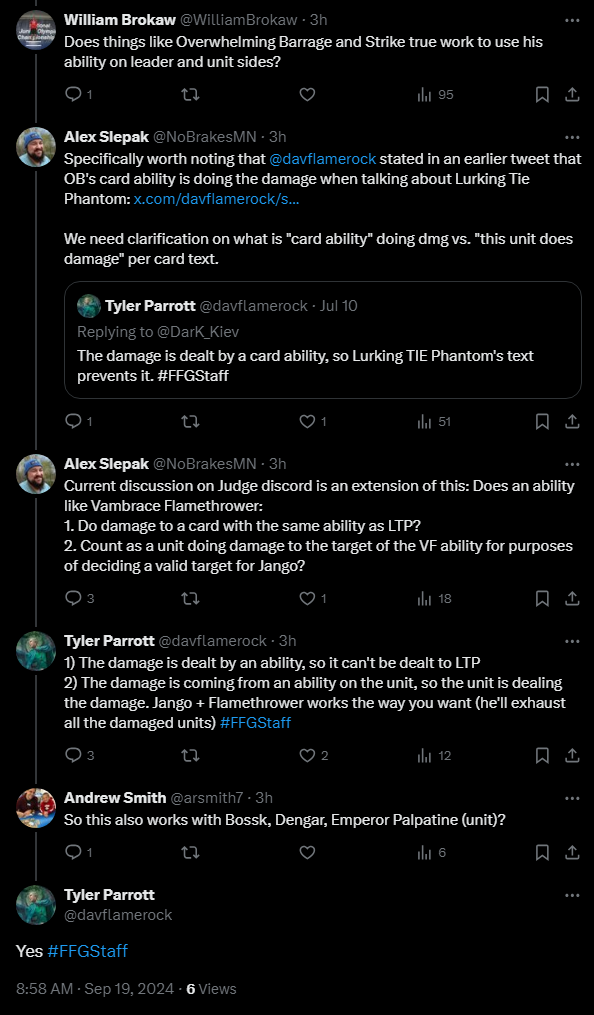 William Brokaw @WilliamBrokaw · 3h
Does things like Overwhelming Barrage and Strike true work to use his
ability on leader and unit sides?
1
95
Alex Slepak @NoBrakesMN · 3h
Specifically worth noting that @davflamerock stated in an earlier tweet that
OB's card ability is doing the damage when talking about Lurking Tie
Phantom: x.com/davflamerock/s...
We need clarification on what is "card ability" doing dmg vs. "this unit does
damage" per card text.
Tyler Parrott @davflamerock · Jul 10
Replying to @DarK_Kiev
The damage is dealt by a card ability, so Lurking TIE Phantom's text
prevents it. #FFGStaff
1
1
51
Alex Slepak @NoBrakesMN · 3h
Current discussion on Judge discord is an extension of this: Does an ability
like Vambrace Flamethrower:
1. Do damage to a card with the same ability as LTP?
2. Count as a unit doing damage to the target of the VF ability for purposes
of deciding a valid target for Jango?
3
1
18
Tyler Parrott @davflamerock · 3h
1) The damage is dealt by an ability, so it can't be dealt to LTP
2) The damage is coming from an ability on the unit, so the unit is dealing
the damage. Jango + Flamethrower works the way you want (he'll exhaust
all the damaged units) #FFGStaff
3
2
12
Andrew Smith @arsmith7 · 3h
So this also works with Bossk, Dengar, Emperor Palpatine (unit)?
1
6
Tyler Parrott
@davflamerock
Yes #FFGStaff
8:58 AM · Sep 19, 2024 · 6 Views